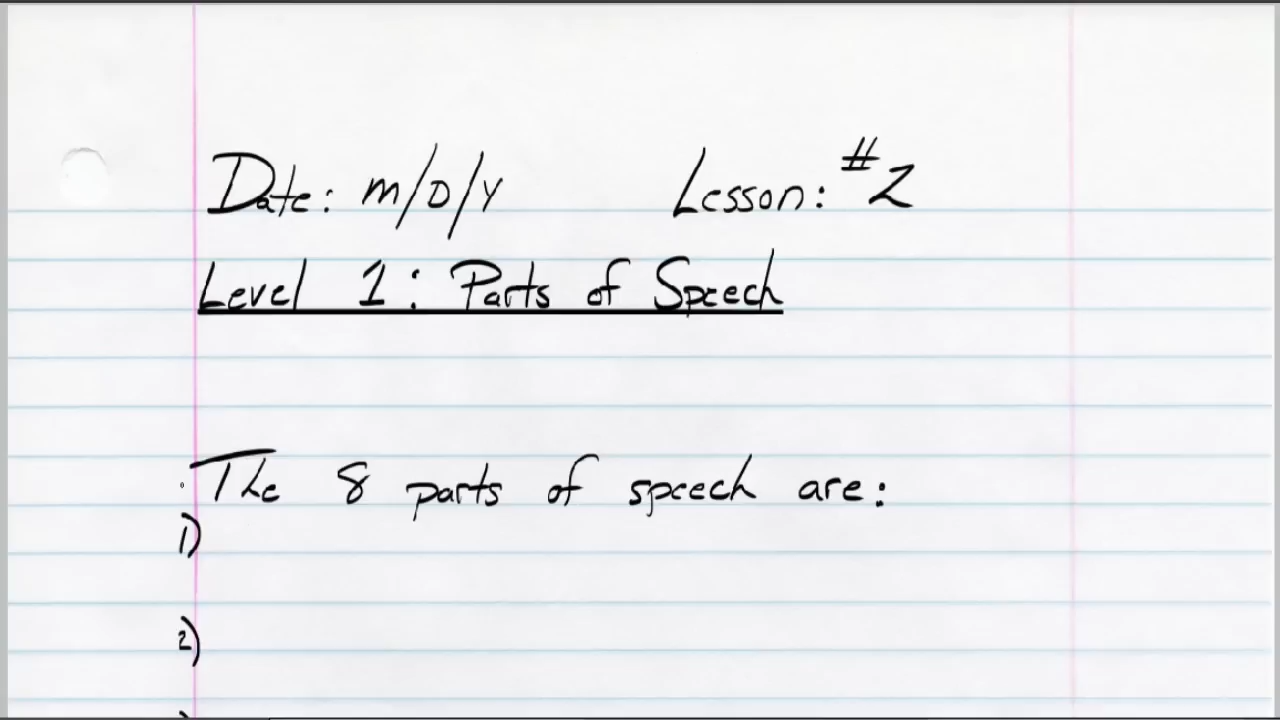 Date: M/D/Y Lesson: #2
Level 1: Parts of Speech
The 8 parts of speech are:
1)
2)